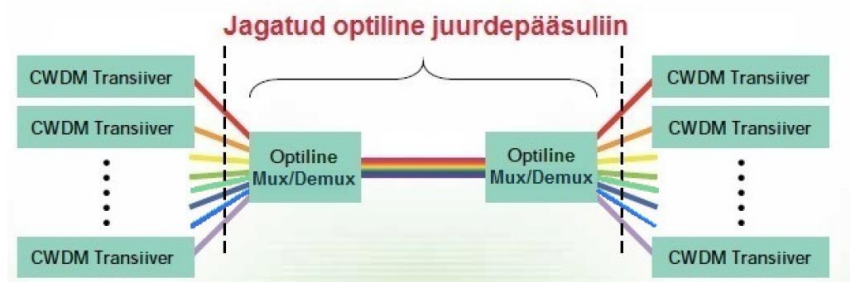 Jagatud optiline juurdepääsuliin
CWDM Transiiver
CWDM Transiiver
CWDM Transiiver
Optiline
Mux/Demux
Optiline
Mux/Demux
CWDM Transiiver
CWDM Transiiver
CWDM Transiiver